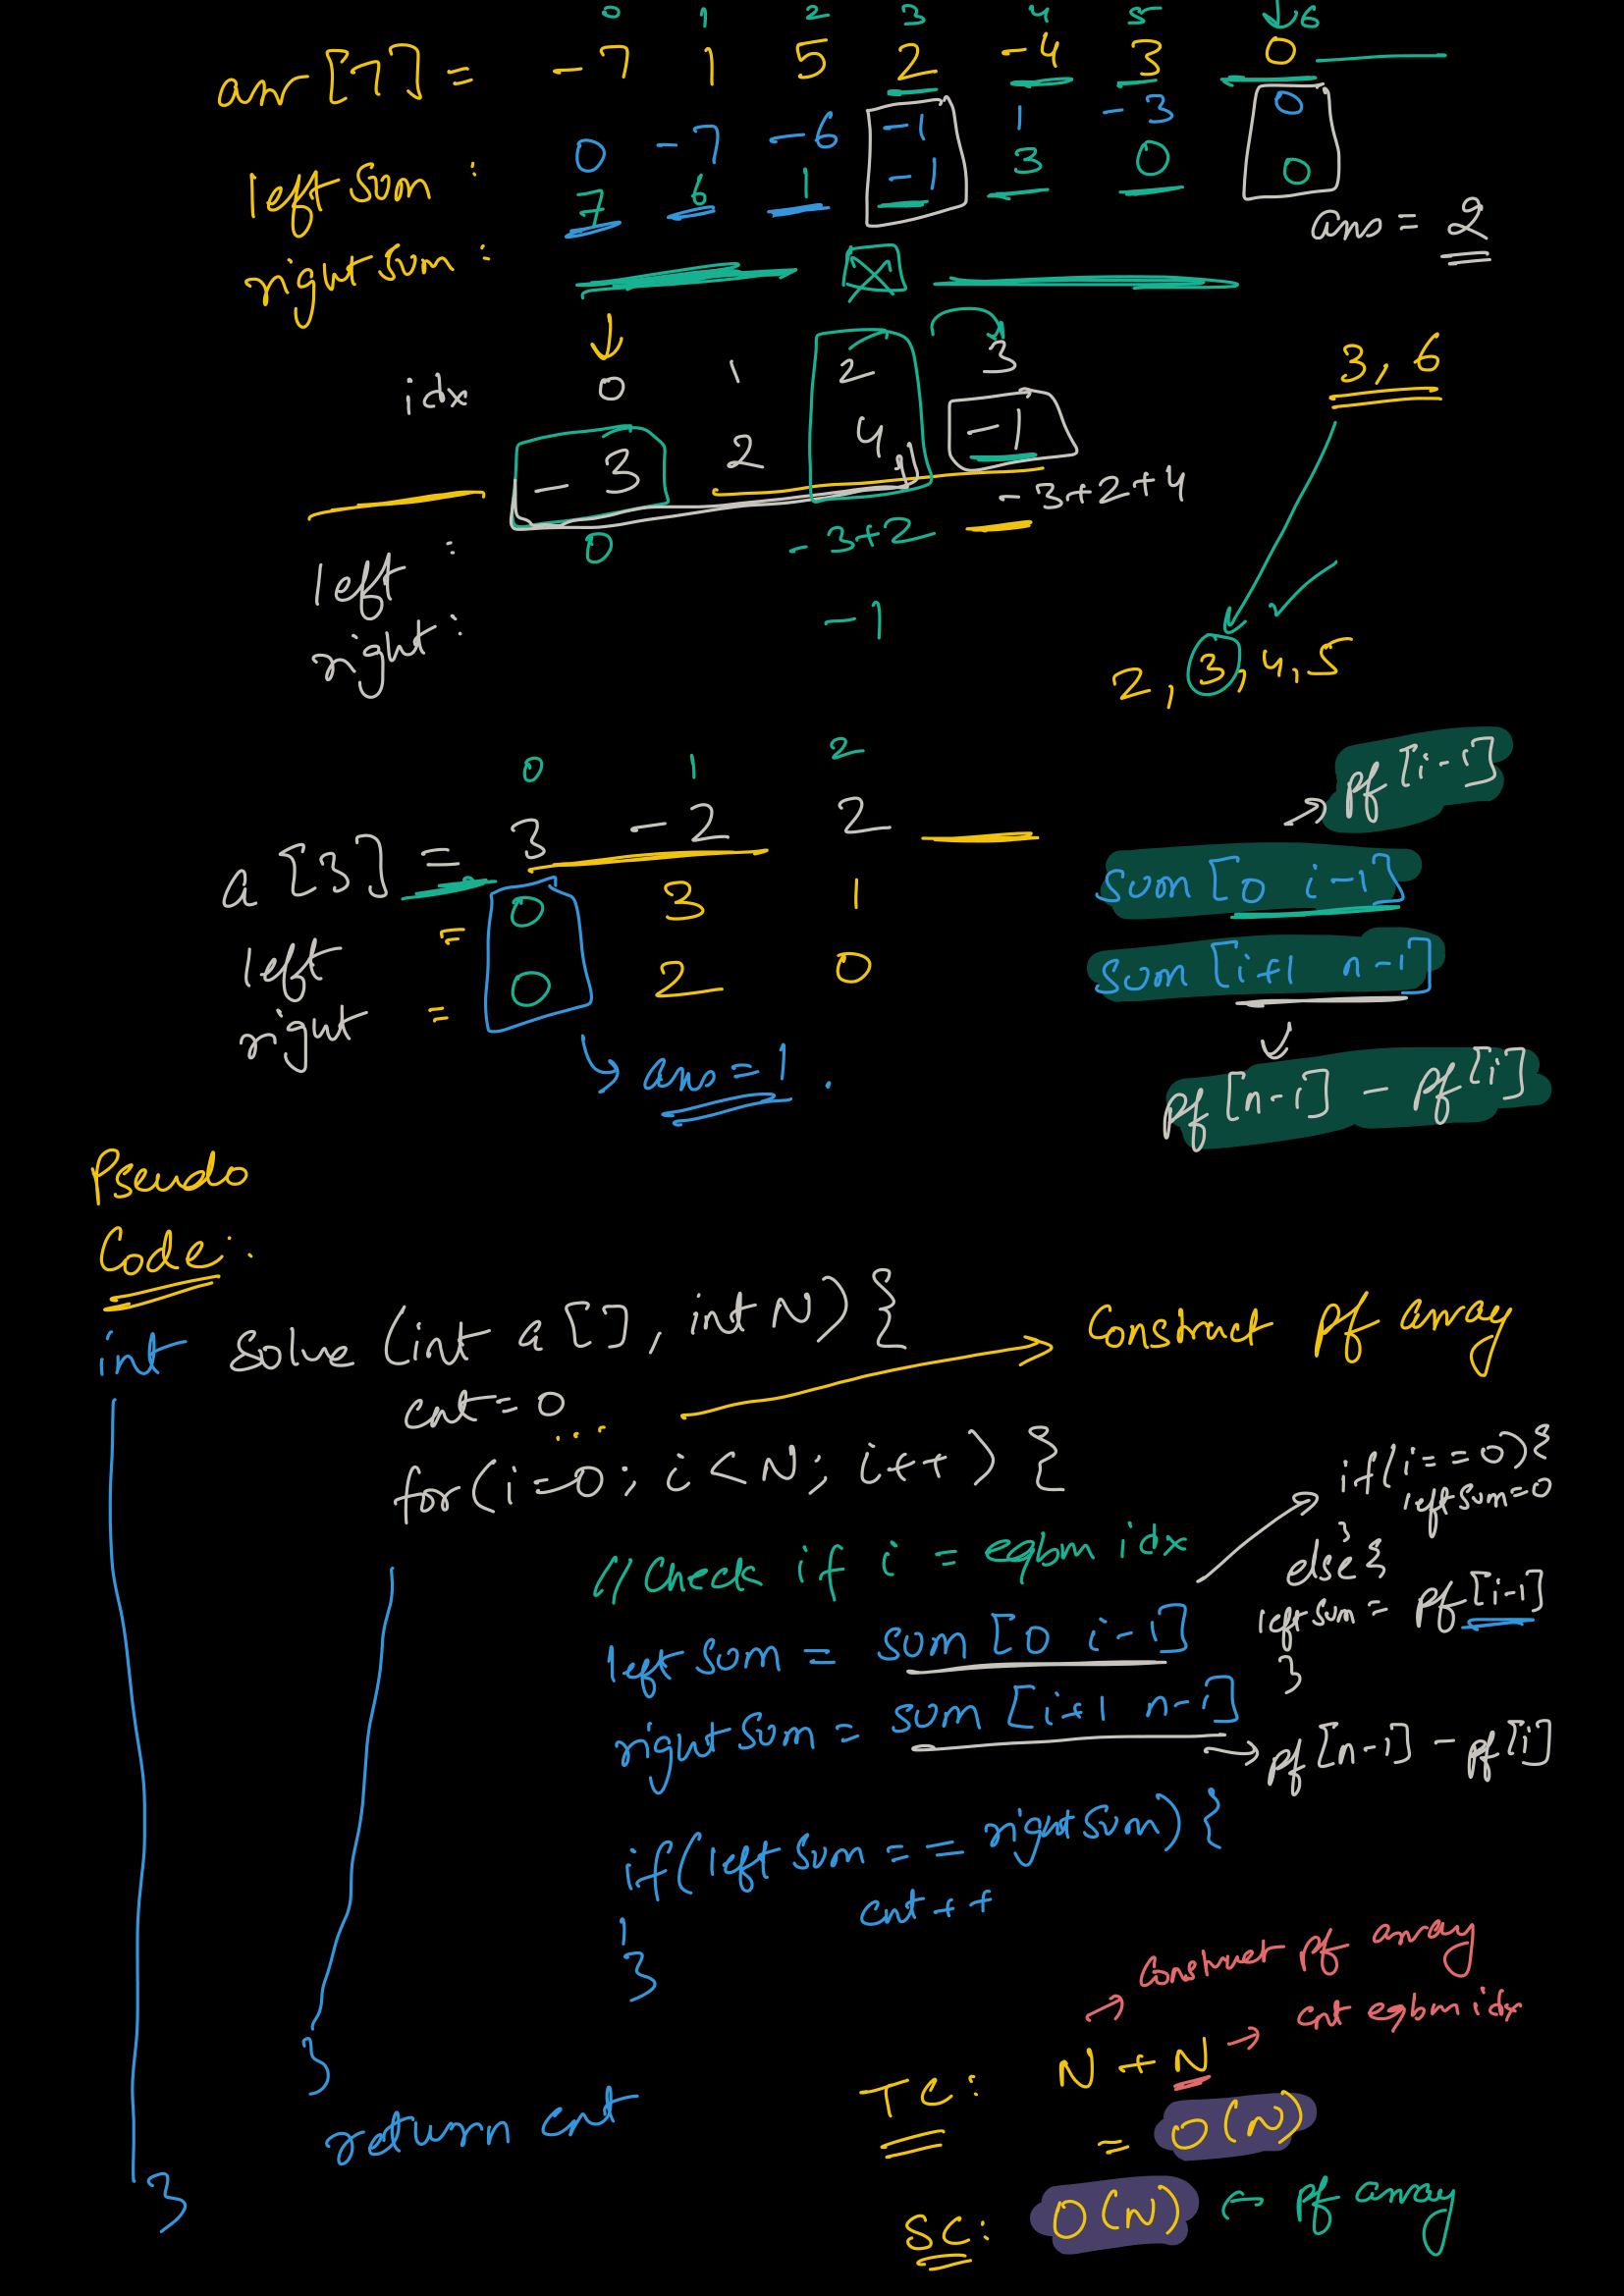 0 1 2 3 4 5 6
arr [7] = -7 1 5 2 -4 3 0
left sum : 0 -7 -6 -1 1 -3 0
right sum : 7 6 1 -1 3 0 0
ans = 2
idx 0 1 2 3
-3 2 4 -1
3, 6
left : 0 -3+2 -3+2+4
right : -1
2, 3, 4, 5
0 1 2
a [3] = 3 -2 2
left = 0 3 1
right = 0 2 0
ans = 1 .
pf [i-1]
sum [0 i-1]
sum [i+1 n-1]
pf [n-1] - pf [i]
Pseudo
Code :
int solve (int a [], int N) {
cnt = 0
... Construct pf array
for (i=0; i<N; i++) {
// Check if i = eqbm idx
left sum = sum [0 i-1]
if (i==0) {
left sum=0
}
else {
left sum = pf [i-1]
}
right sum = sum [i+1 n-1]
pf [n-1] - pf [i]
if (left sum == right sum) {
cnt++
}
}
return cnt
}
Construct pf array
cnt eqbm idx
TC : N + N
= O(N)
SC : O(N) ← pf array